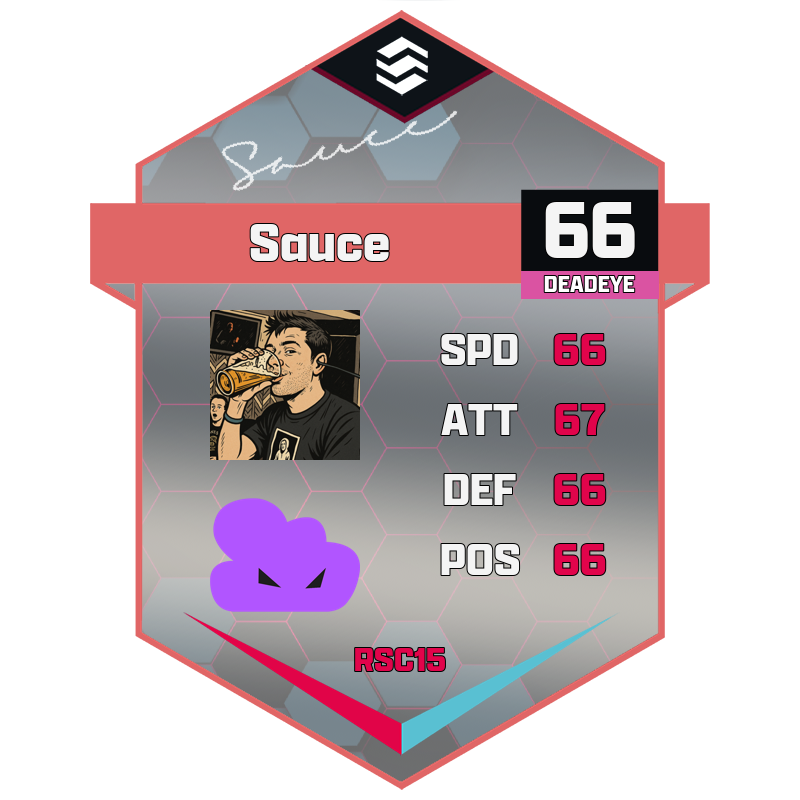 Sauce
Sauce
66
DEADEYE
SPD 66
ATT 67
DEF 66
POS 66
RSC15